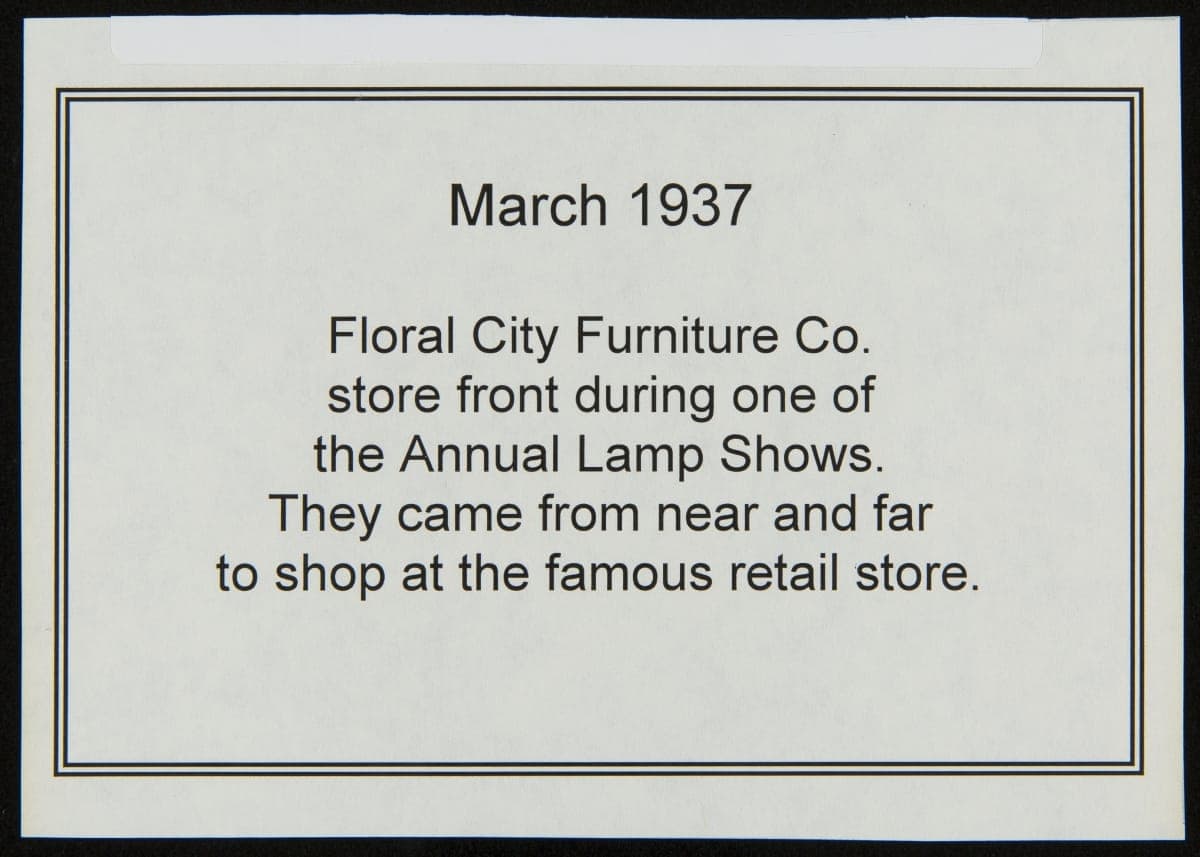 March 1937
Floral City Furniture Co.
store front during one of
the Annual Lamp Shows.
They came from near and far
to shop at the famous retail store.